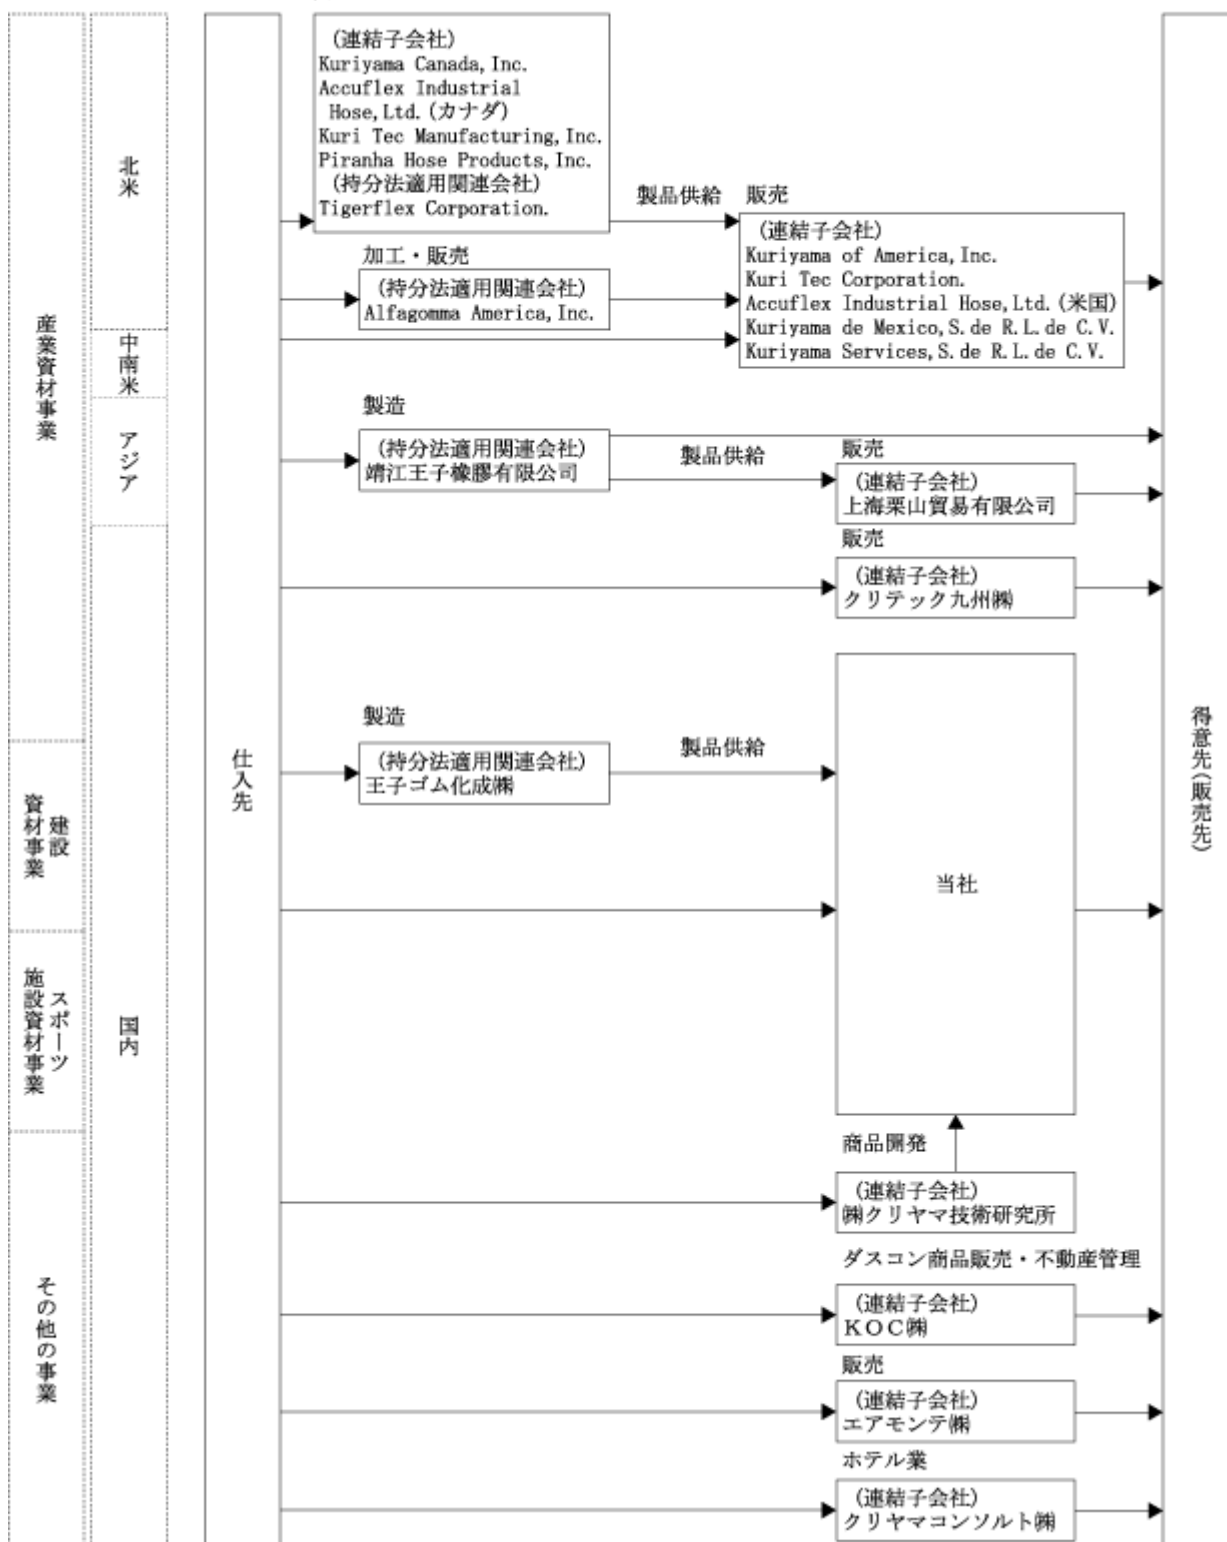 産業資材事業
建設
資材事業
スポーツ
施設資材事業
その他の事業
北米
中南米
アジア
国内
仕入先
(連結子会社)
Kuriyama Canada,Inc.
Accuflex Industrial
Hose,Ltd.(カナダ)
Kuri Tec Manufacturing,Inc.
Piranha Hose Products,Inc.
(持分法適用関連会社)
Tigerflex Corporation.
製品供給
販売
(連結子会社)
Kuriyama of America,Inc.
Kuri Tec Corporation.
Accuflex Industrial Hose,Ltd.(米国)
Kuriyama de Mexico,S.de R.L.de C.V.
Kuriyama Services,S.de R.L.de C.V.
加工・販売
(持分法適用関連会社)
Alfagomma America,Inc.
製造
(持分法適用関連会社)
靖江王子橡膠有限公司
製品供給
販売
(連結子会社)
上海栗山貿易有限公司
販売
(連結子会社)
クリテック九州㈱
製造
(持分法適用関連会社)
王子ゴム化成㈱
製品供給
当社
商品開発
(連結子会社)
㈱クリヤマ技術研究所
ダスコン商品販売・不動産管理
(連結子会社)
KOC㈱
販売
(連結子会社)
エアモンテ㈱
ホテル業
(連結子会社)
クリヤマコンソルト㈱
得意先(販売先)